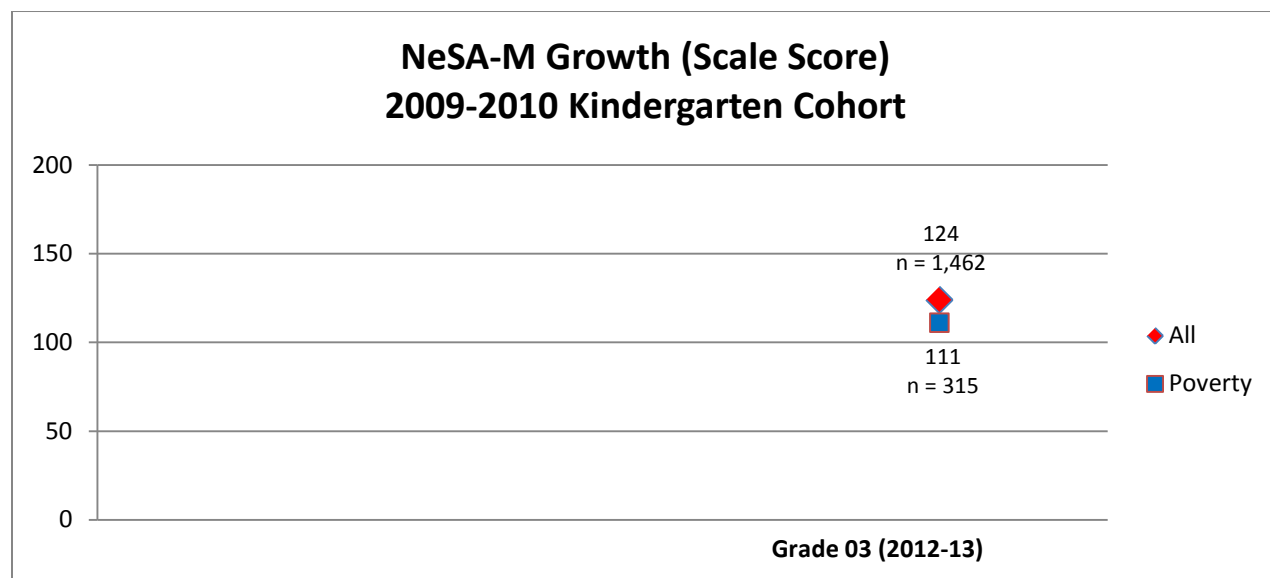 NeSA-M Growth (Scale Score)
2009-2010 Kindergarten Cohort
200
150
100
50
0
124
n = 1,462
111
n = 315
All
Poverty
Grade 03 (2012-13)